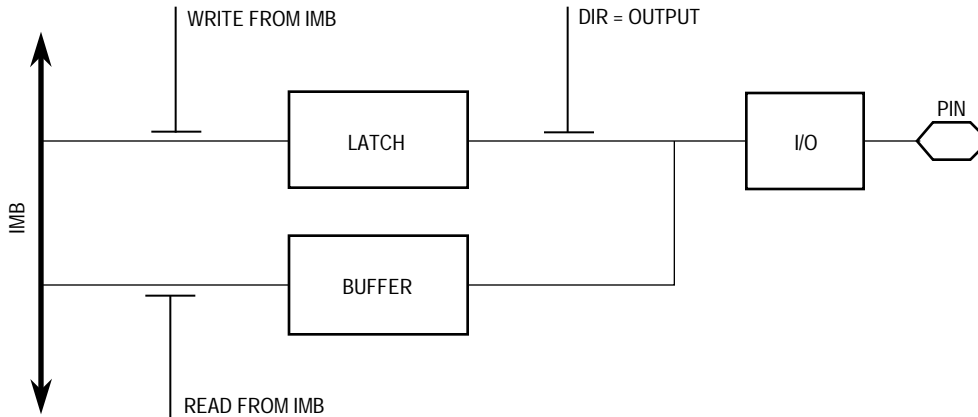 WRITE FROM IMB
DIR = OUTPUT
PIN
LATCH
I/O
IMB
BUFFER
READ FROM IMB